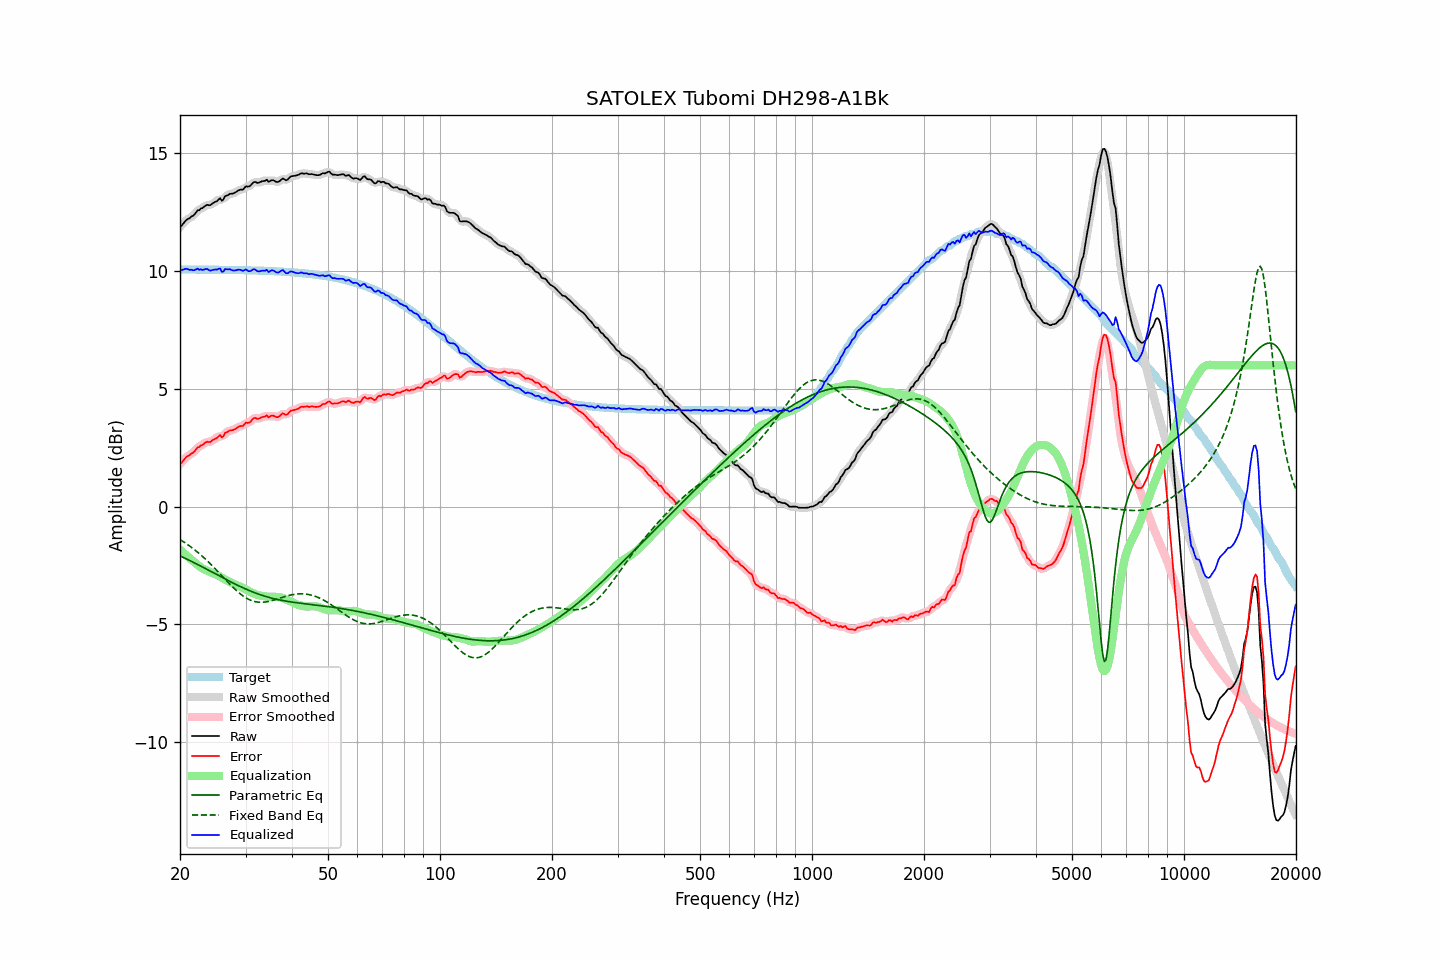 SATOLEX Tubomi DH298-A1Bk
Amplitude (dBr)
15
10
5
0
−5
−10
Target
Raw Smoothed
Error Smoothed
Raw
Error
Equalization
Parametric Eq
Fixed Band Eq
Equalized
20 50 100 200 500 1000 2000 5000 10000 20000
Frequency (Hz)